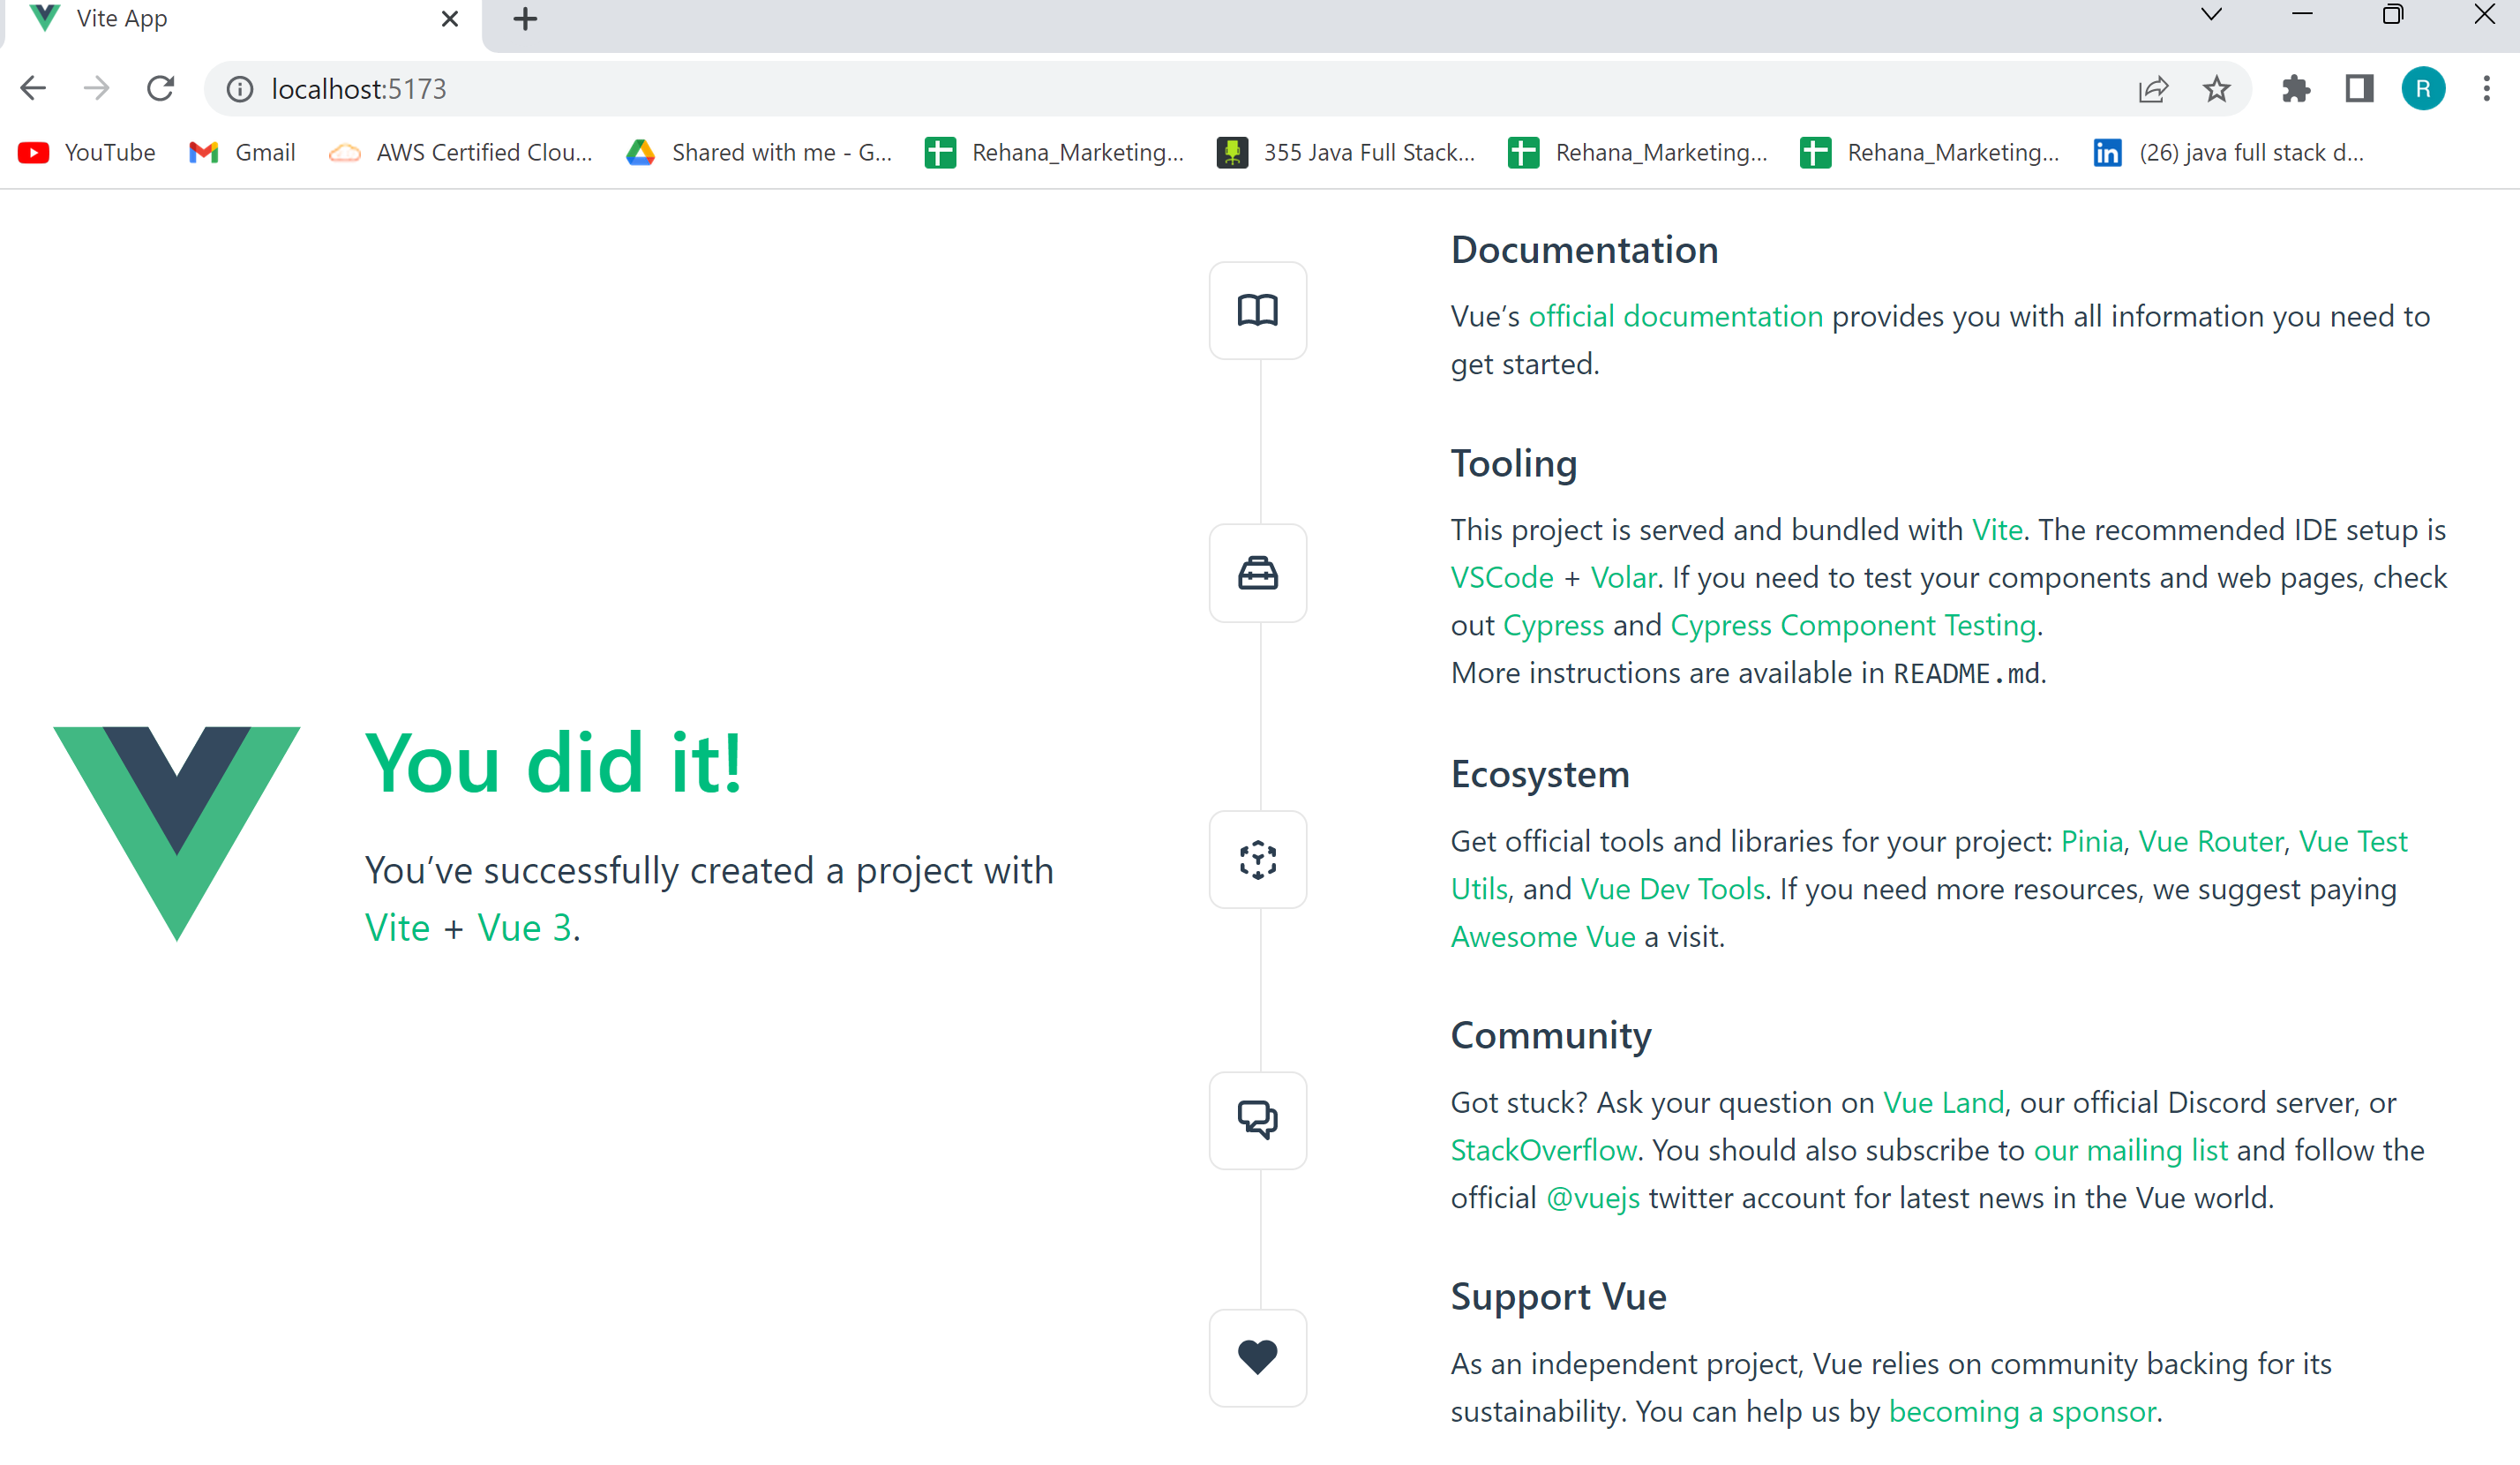 Vite App
localhost:5173
R
YouTube
Gmail
AWS Certified Clou...
Shared with me - G...
Rehana_Marketing...
355 Java Full Stack...
Rehana_Marketing...
Rehana_Marketing...
in
(26) java full stack d...
You did it!
You’ve successfully created a project with
Vite + Vue 3.
Documentation
Vue’s official documentation provides you with all information you need to
get started.
Tooling
This project is served and bundled with Vite. The recommended IDE setup is
VSCode + Volar. If you need to test your components and web pages, check
out Cypress and Cypress Component Testing.
More instructions are available in README.md.
Ecosystem
Get official tools and libraries for your project: Pinia, Vue Router, Vue Test
Utils, and Vue Dev Tools. If you need more resources, we suggest paying
Awesome Vue a visit.
Community
Got stuck? Ask your question on Vue Land, our official Discord server, or
StackOverflow. You should also subscribe to our mailing list and follow the
official @vuejs twitter account for latest news in the Vue world.
Support Vue
As an independent project, Vue relies on community backing for its
sustainability. You can help us by becoming a sponsor.